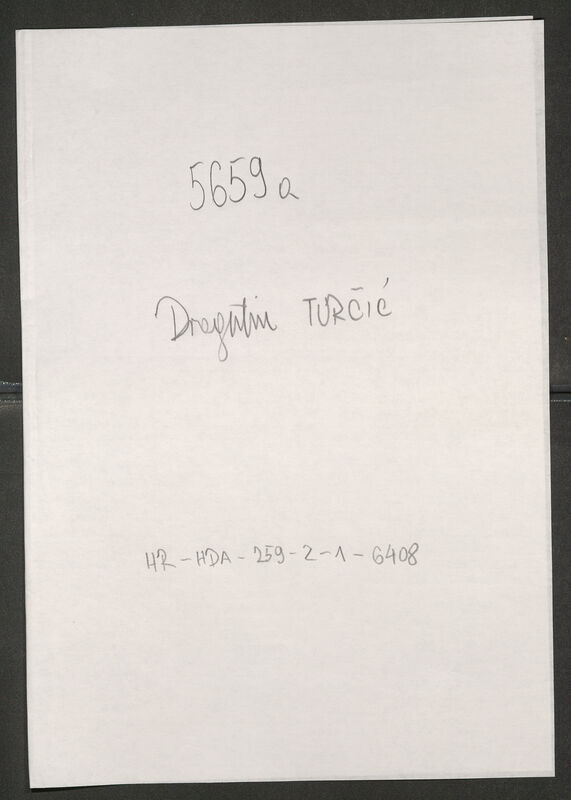 5659a
Dragutin TURČIĆ
HR-HDA-259-2-1-6408